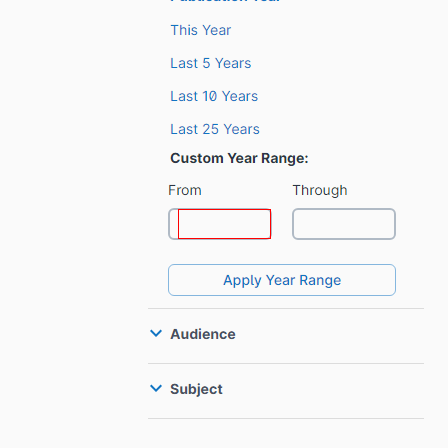 This Year
Last 5 Years
Last 10 Years
Last 25 Years
Custom Year Range:
From
Through
Apply Year Range
Audience
Subject